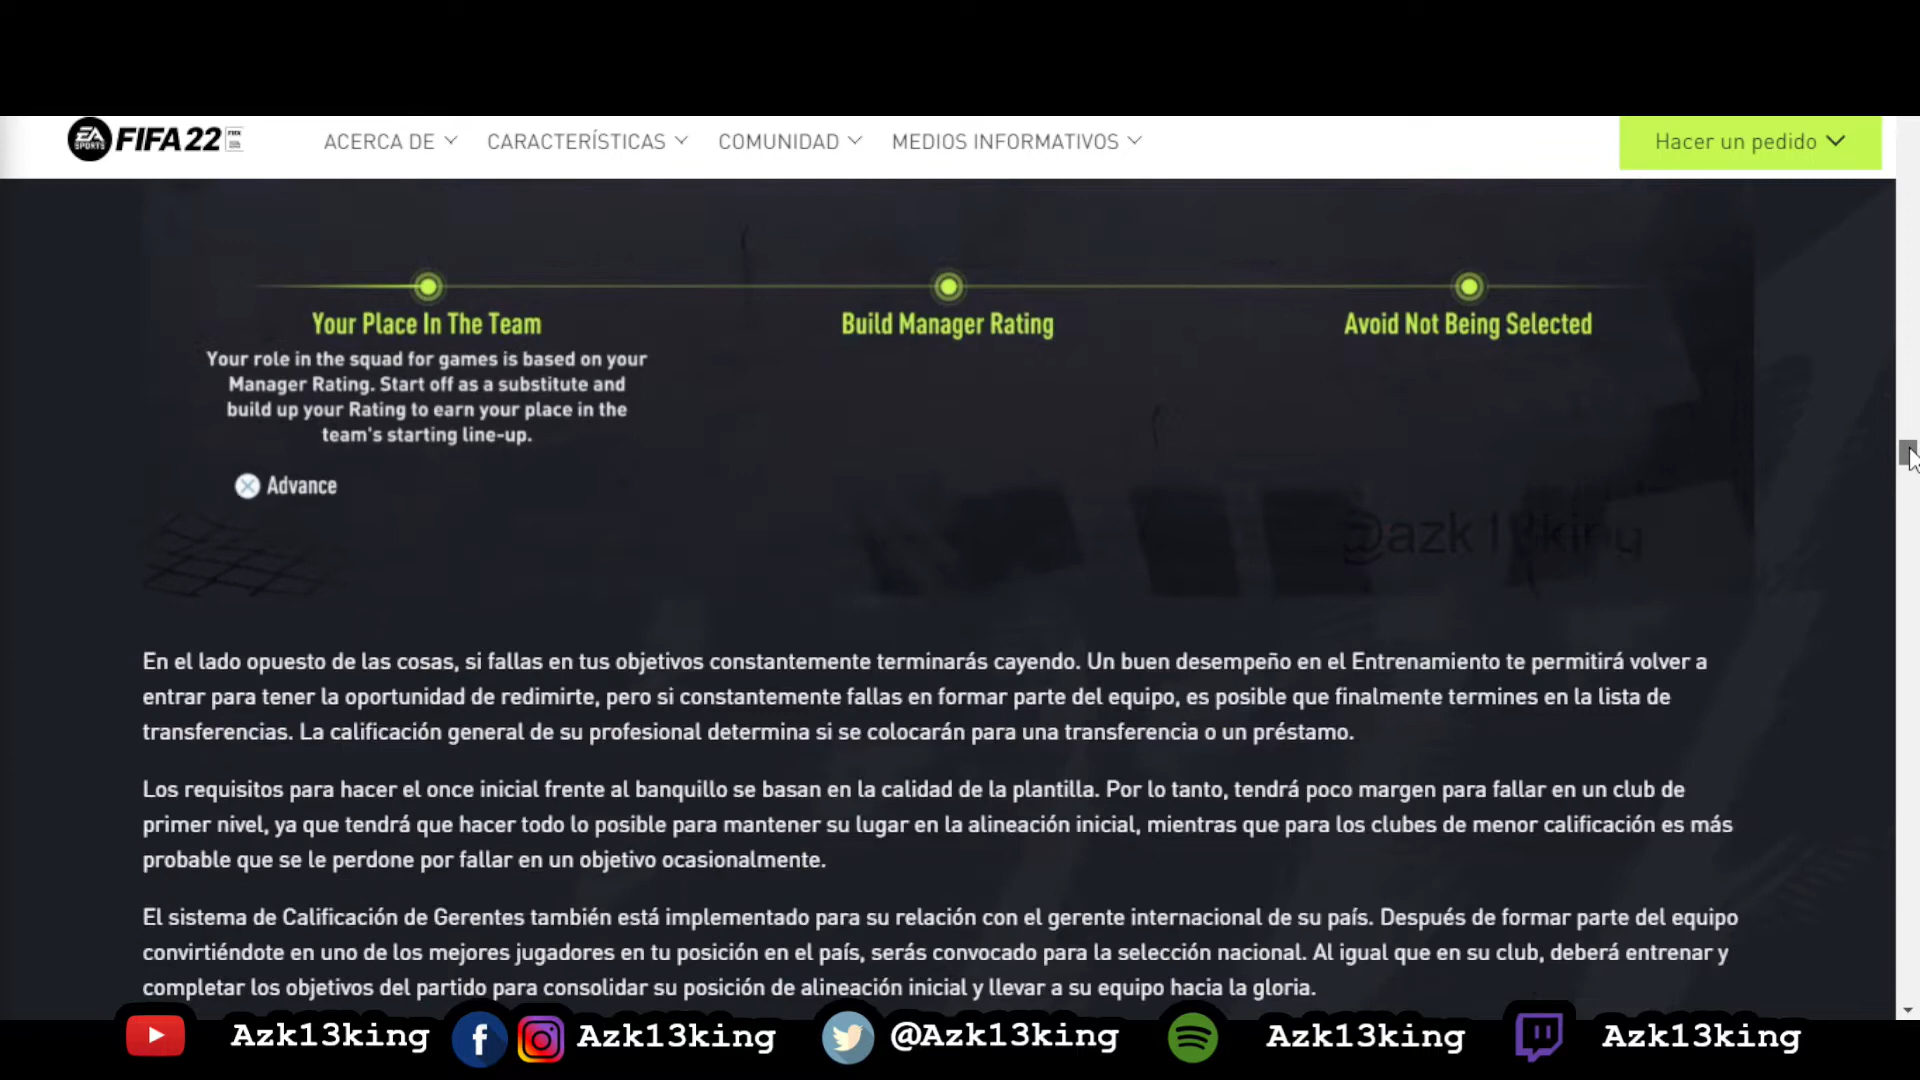 EA SPORTS FIFA 22
ACERCA DE
CARACTERÍSTICAS
COMUNIDAD
MEDIOS INFORMATIVOS
Hacer un pedido
Your Place In The Team
Your role in the squad for games is based on your
Manager Rating. Start off as a substitute and
build up your Rating to earn your place in the
team's starting line-up.
Advance
Build Manager Rating
Avoid Not Being Selected
@azk13king
En el lado opuesto de las cosas, si fallas en tus objetivos constantemente terminarás cayendo. Un buen desempeño en el Entrenamiento te permitirá volver a
entrar para tener la oportunidad de redimirte, pero si constantemente fallas en formar parte del equipo, es posible que finalmente termines en la lista de
transferencias. La calificación general de su profesional determina si se colocarán para una transferencia o un préstamo.
Los requisitos para hacer el once inicial frente al banquillo se basan en la calidad de la plantilla. Por lo tanto, tendrá poco margen para fallar en un club de
primer nivel, ya que tendrá que hacer todo lo posible para mantener su lugar en la alineación inicial, mientras que para los clubes de menor calificación es más
probable que se le perdone por fallar en un objetivo ocasionalmente.
El sistema de Calificación de Gerentes también está implementado para su relación con el gerente internacional de su país. Después de formar parte del equipo
convirtiéndote en uno de los mejores jugadores en tu posición en el país, serás convocado para la selección nacional. Al igual que en su club, deberá entrenar y
completar los objetivos del partido para consolidar su posición de alineación inicial y llevar a su equipo hacia la gloria.
Azk13king
Azk13king
@Azk13king
Azk13king
Azk13king